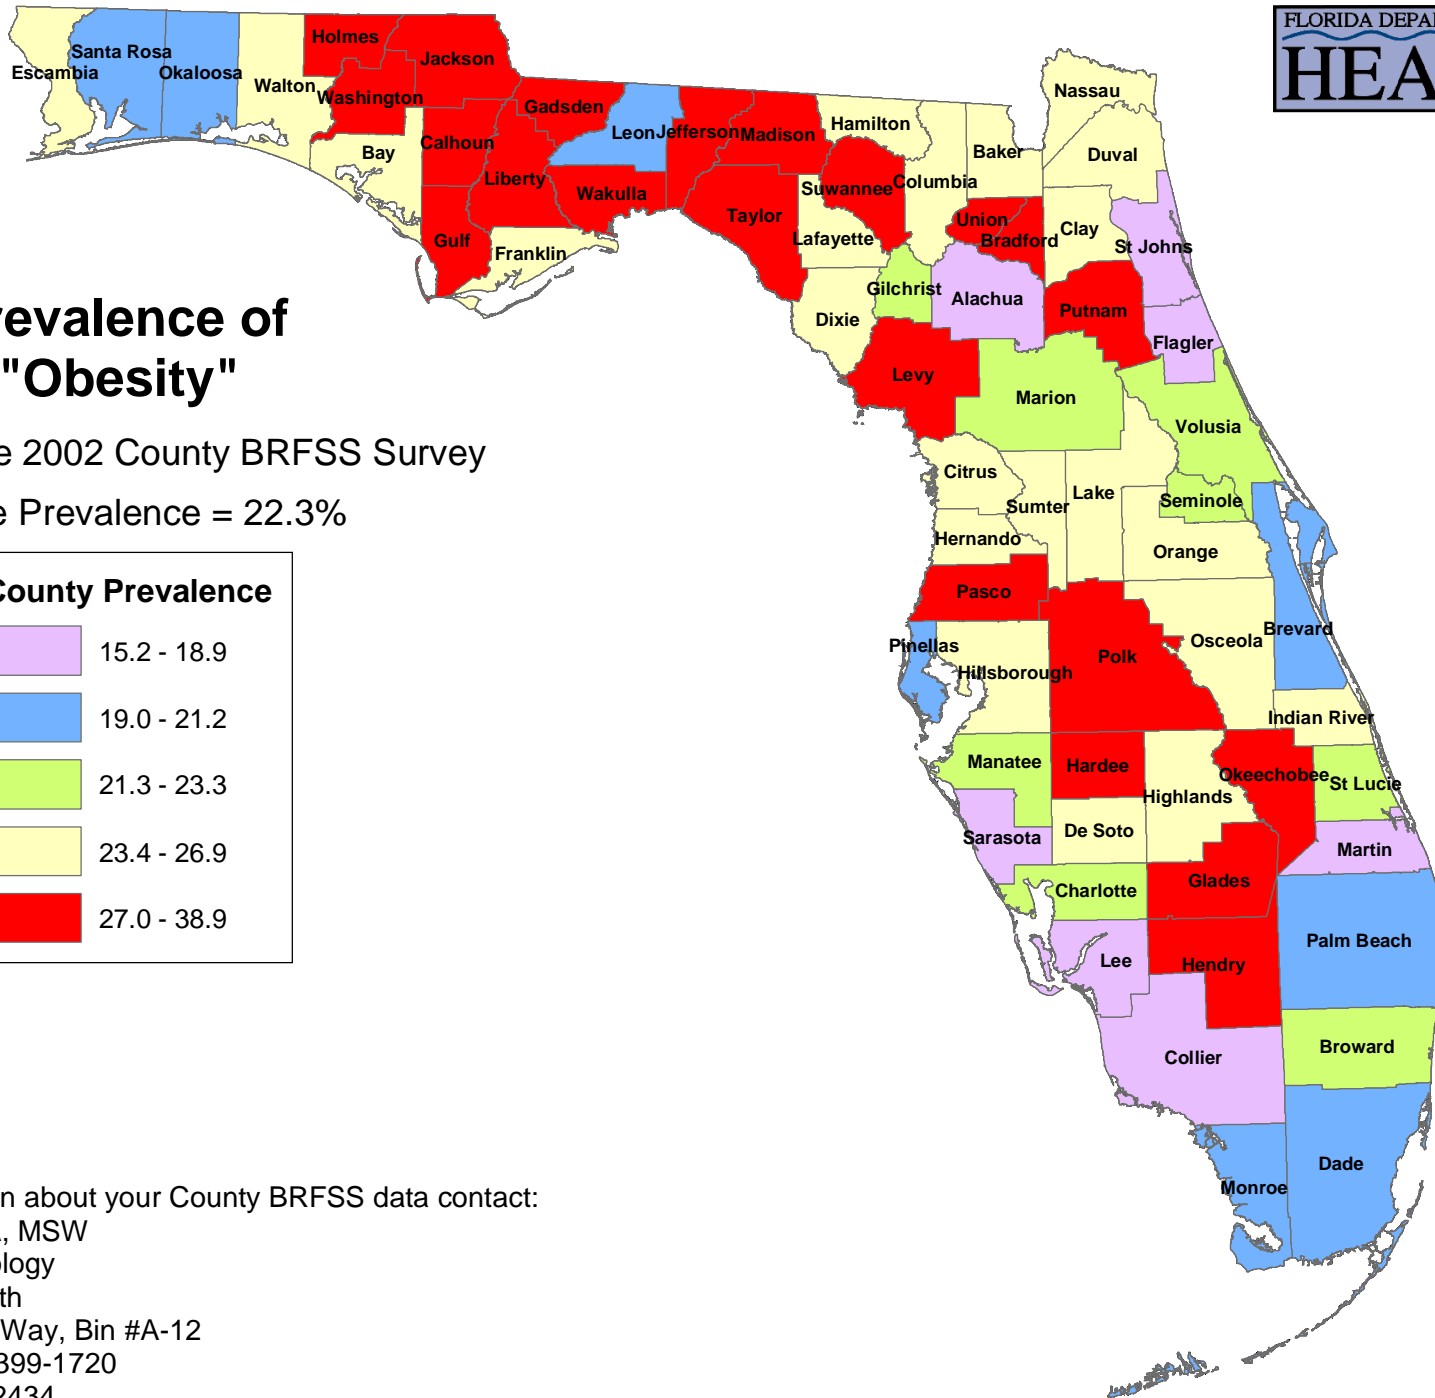 FLORIDA DEPA
HEA
Holmes
Jackson
Santa Rosa
Escambia
Okaloosa
Walton
Washington
Gadsden
Leon
Jefferson
Madison
Hamilton
Nassau
Bay
Calhoun
Liberty
Wakulla
Baker
Duval
Suwannee
Columbia
Taylor
Union
Bradford
Clay
St Johns
Gulf
Franklin
Lafayette
Gilchrist
Alachua
Putnam
Dixie
Flagler
revalence of
"Obesity"
Levy
Marion
Volusia
e 2002 County BRFSS Survey
e Prevalence = 22.3%
Citrus
Sumter
Lake
Seminole
Hernando
Orange
County Prevalence
15.2 - 18.9
19.0 - 21.2
21.3 - 23.3
23.4 - 26.9
27.0 - 38.9
Pasco
Pinellas
Hillsborough
Polk
Osceola
Brevard
Indian River
Manatee
Hardee
Highlands
Okeechobee
St Lucie
Sarasota
De Soto
Martin
Charlotte
Glades
Lee
Hendry
Palm Beach
Collier
Broward
Dade
Monroe
n about your County BRFSS data contact:
, MSW
ology
th
Way, Bin #A-12
399-1720
2434